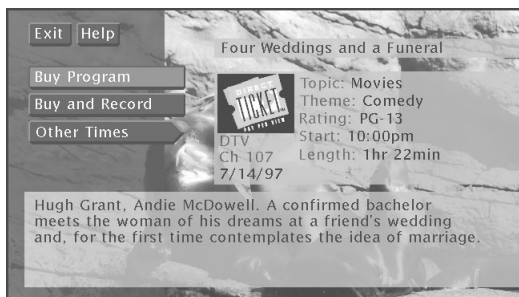 Exit Help
Four Weddings and a Funeral
Buy Program
Buy and Record
Other Times
DIRECT
TICKET
PAY PER VIEW
DTV
Ch 107
7/14/97
Topic: Movies
Theme: Comedy
Rating: PG-13
Start: 10:00pm
Length: 1hr 22min
Hugh Grant, Andie McDowell. A confirmed bachelor
meets the woman of his dreams at a friend's wedding
and, for the first time contemplates the idea of marriage.